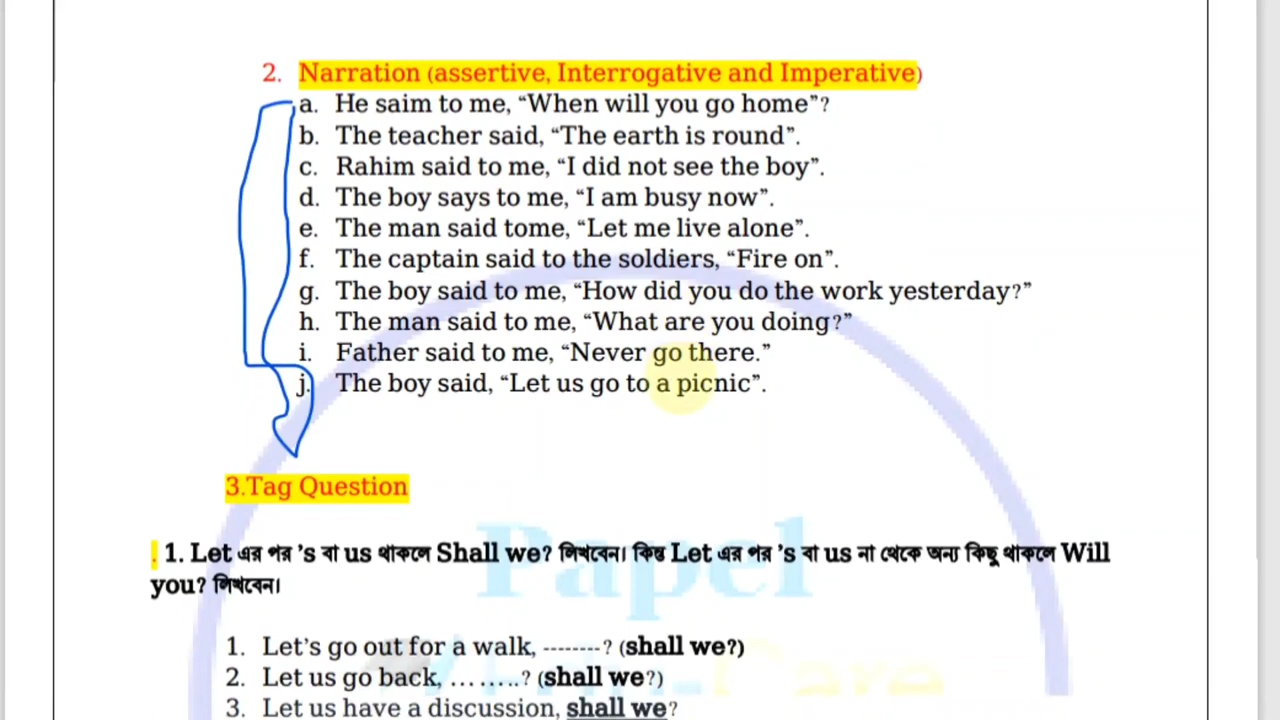 2. Narration (assertive, Interrogative and Imperative)
a. He saim to me, “When will you go home”?
b. The teacher said, “The earth is round”.
c. Rahim said to me, “I did not see the boy”.
d. The boy says to me, “I am busy now”.
e. The man said tome, “Let me live alone”.
f. The captain said to the soldiers, “Fire on”.
g. The boy said to me, “How did you do the work yesterday?”
h. The man said to me, “What are you doing?”
i. Father said to me, “Never go there.”
j. The boy said, “Let us go to a picnic”.
3.Tag Question
. 1. Let এর পর ’s বা us থাকলে Shall we? লিখবেন। কিন্ত Let এর পর ’s বা us না থেকে অন্য কিছু থাকলে Will
you? লিখবেন।
Papel
1. Let’s go out for a walk, --------? (shall we?)
2. Let us go back, ……..? (shall we?)
Care
3. Let us have a discussion, shall we?